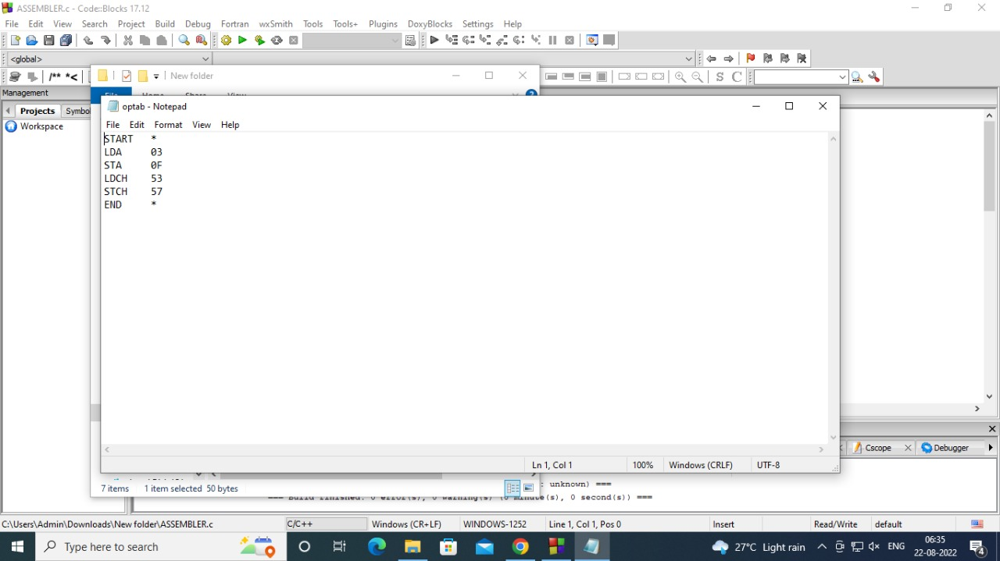 ASSEMBLER.c - Code::Blocks 17.12
File Edit View Search Project Build Debug Fortran wxSmith Tools Tools+ Plugins DoxyBlocks Settings Help
<global>
/** *< New folder S C
Management
Projects Symbo
Workspace
optab - Notepad
File Edit Format View Help
START *
LDA 03
STA 0F
LDCH 53
STCH 57
END *
Cscope Debugger
Ln 1, Col 1 100% Windows (CRLF) UTF-8
: unknown) ===
7 items 1 item selected 50 bytes
=== Build finished: 0 error(s), 0 warning(s) (0 minute(s), 0 second(s)) ===
C:\Users\Admin\Downloads\New folder\ASSEMBLER.c C/C++ Windows (CR+LF) WINDOWS-1252 Line 1, Col 1, Pos 0 Insert Read/Write default
Type here to search 27°C Light rain ENG 06:35
22-08-2022 4